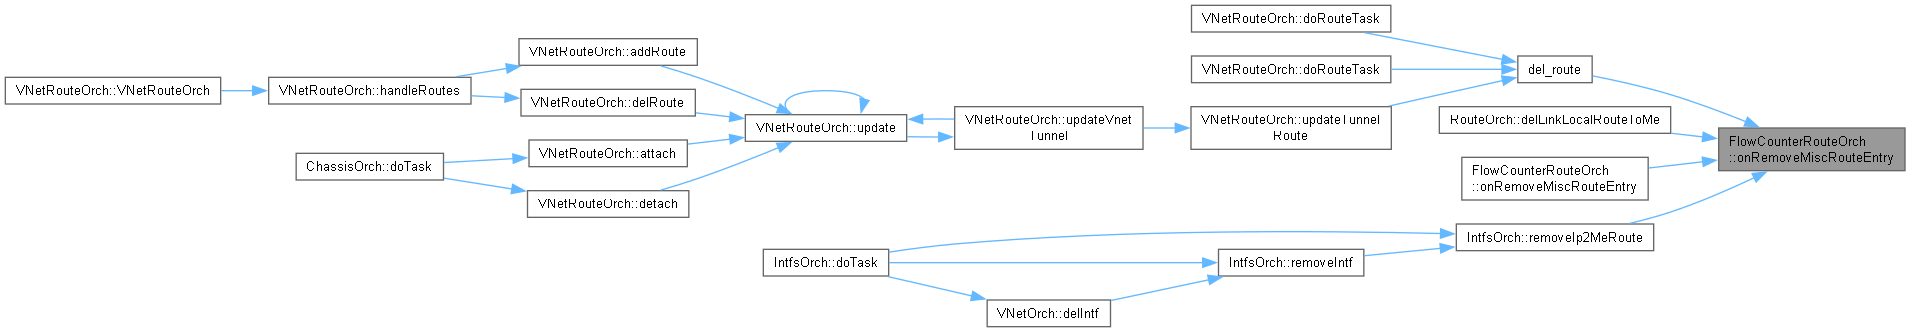 VNetRouteOrch::doRouteTask
VNetRouteOrch::addRoute
VNetRouteOrch::doRouteTask
del_route
VNetRouteOrch::VNetRouteOrch
VNetRouteOrch::handleRoutes
VNetRouteOrch::delRoute
VNetRouteOrch::update
VNetRouteOrch::updateVnet
Tunnel
VNetRouteOrch::updateTunnel
Route
RouteOrch::delLinkLocalRouteToMe
FlowCounterRouteOrch
::onRemoveMiscRouteEntry
VNetRouteOrch::attach
ChassisOrch::doTask
FlowCounterRouteOrch
::onRemoveMiscRouteEntry
VNetRouteOrch::detach
IntfsOrch::removeIp2MeRoute
IntfsOrch::doTask
IntfsOrch::removeIntf
VNetOrch::delIntf